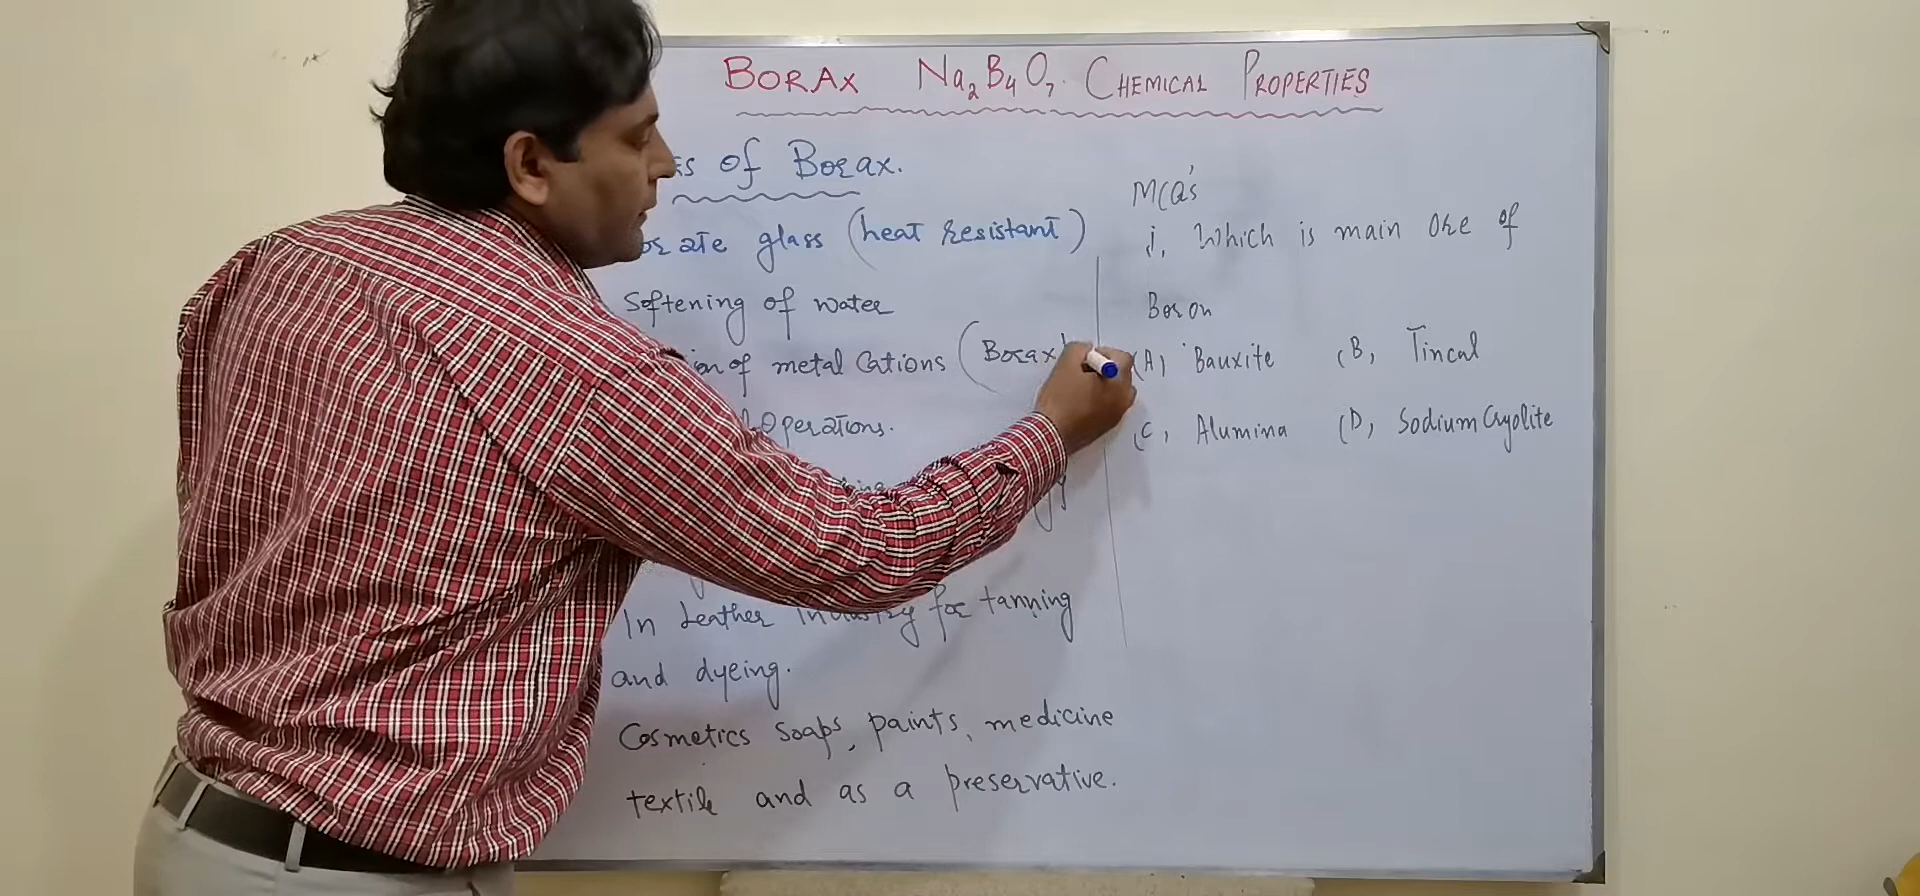 BORAX Na2B4O7. CHEMICAL PROPERTIES
of Borax.
glass (heat resistant)
Softening of water
of metal Cations (Borax
Operations.
In Leather Industry for tanning
and dyeing.
Cosmetics soaps, paints, medicine
textile and as a preservative.
MCQ's
i, Which is main Ore of
Boron
(A) Bauxite (B, Tincal
(C, Alumina (D, Sodium Cryolite